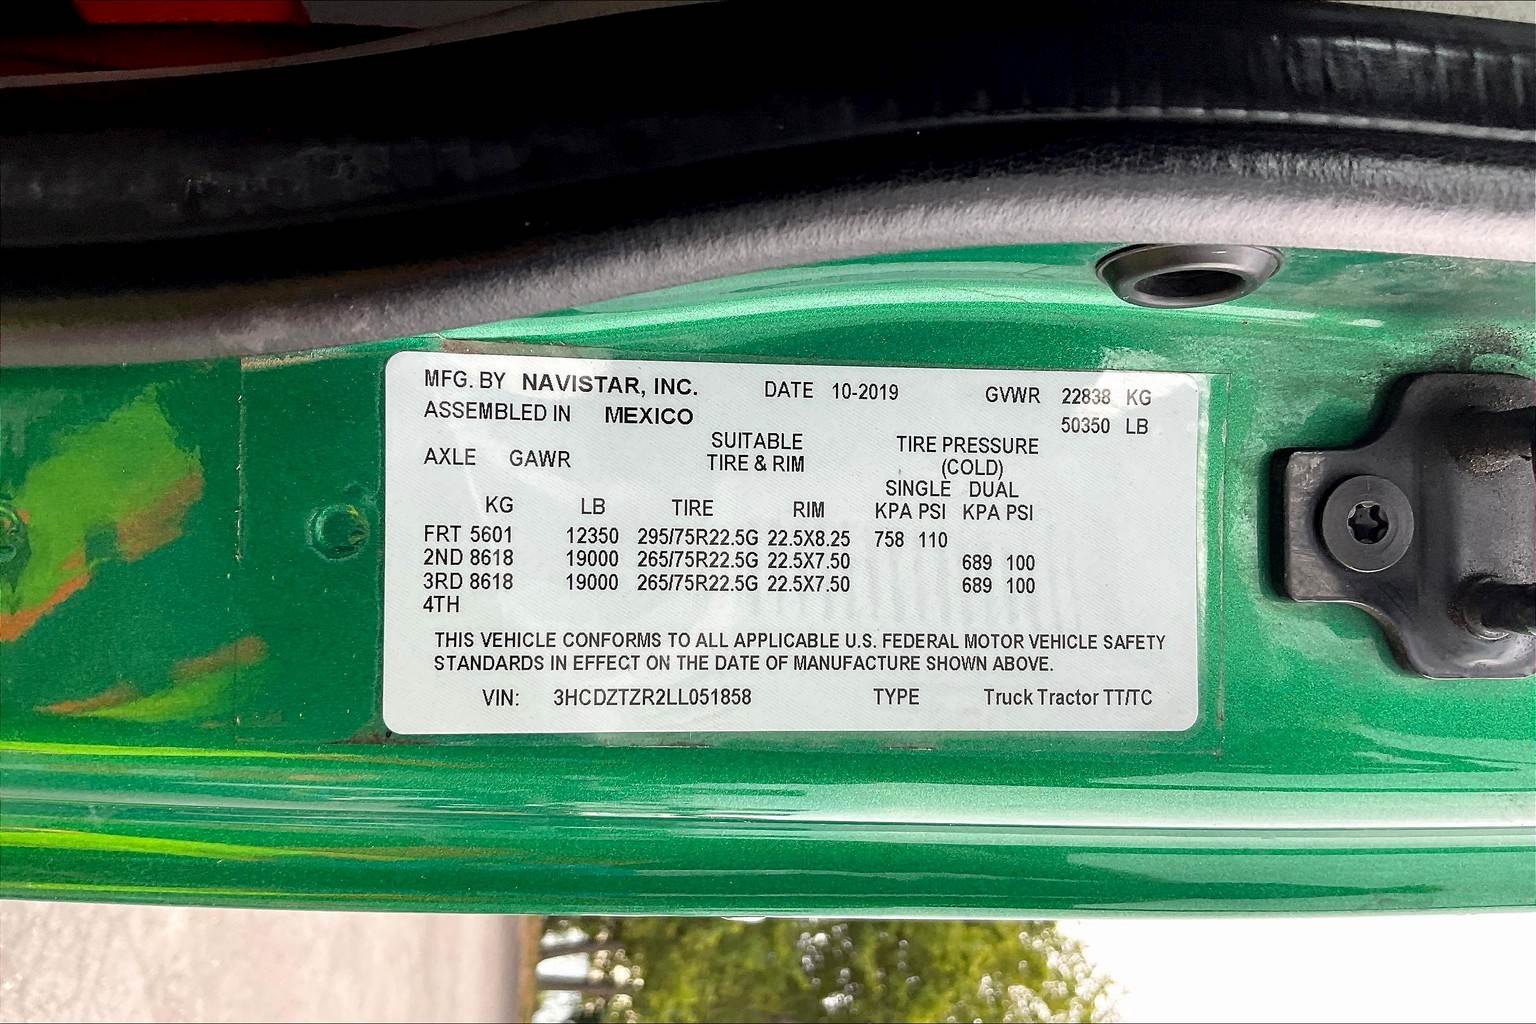 MFG. BY NAVISTAR, INC. DATE 10-2019 GVWR 22838 KG
ASSEMBLED IN MEXICO 50350 LB
AXLE GAWR SUITABLE TIRE PRESSURE
TIRE & RIM (COLD)
SINGLE DUAL
KG LB TIRE RIM KPA PSI KPA PSI
FRT 5601 12350 295/75R22.5G 22.5X8.25 758 110
2ND 8618 19000 265/75R22.5G 22.5X7.50 689 100
3RD 8618 19000 265/75R22.5G 22.5X7.50 689 100
4TH
THIS VEHICLE CONFORMS TO ALL APPLICABLE U.S. FEDERAL MOTOR VEHICLE SAFETY
STANDARDS IN EFFECT ON THE DATE OF MANUFACTURE SHOWN ABOVE.
VIN: 3HCDZTZR2LL051858 TYPE Truck Tractor TT/TC